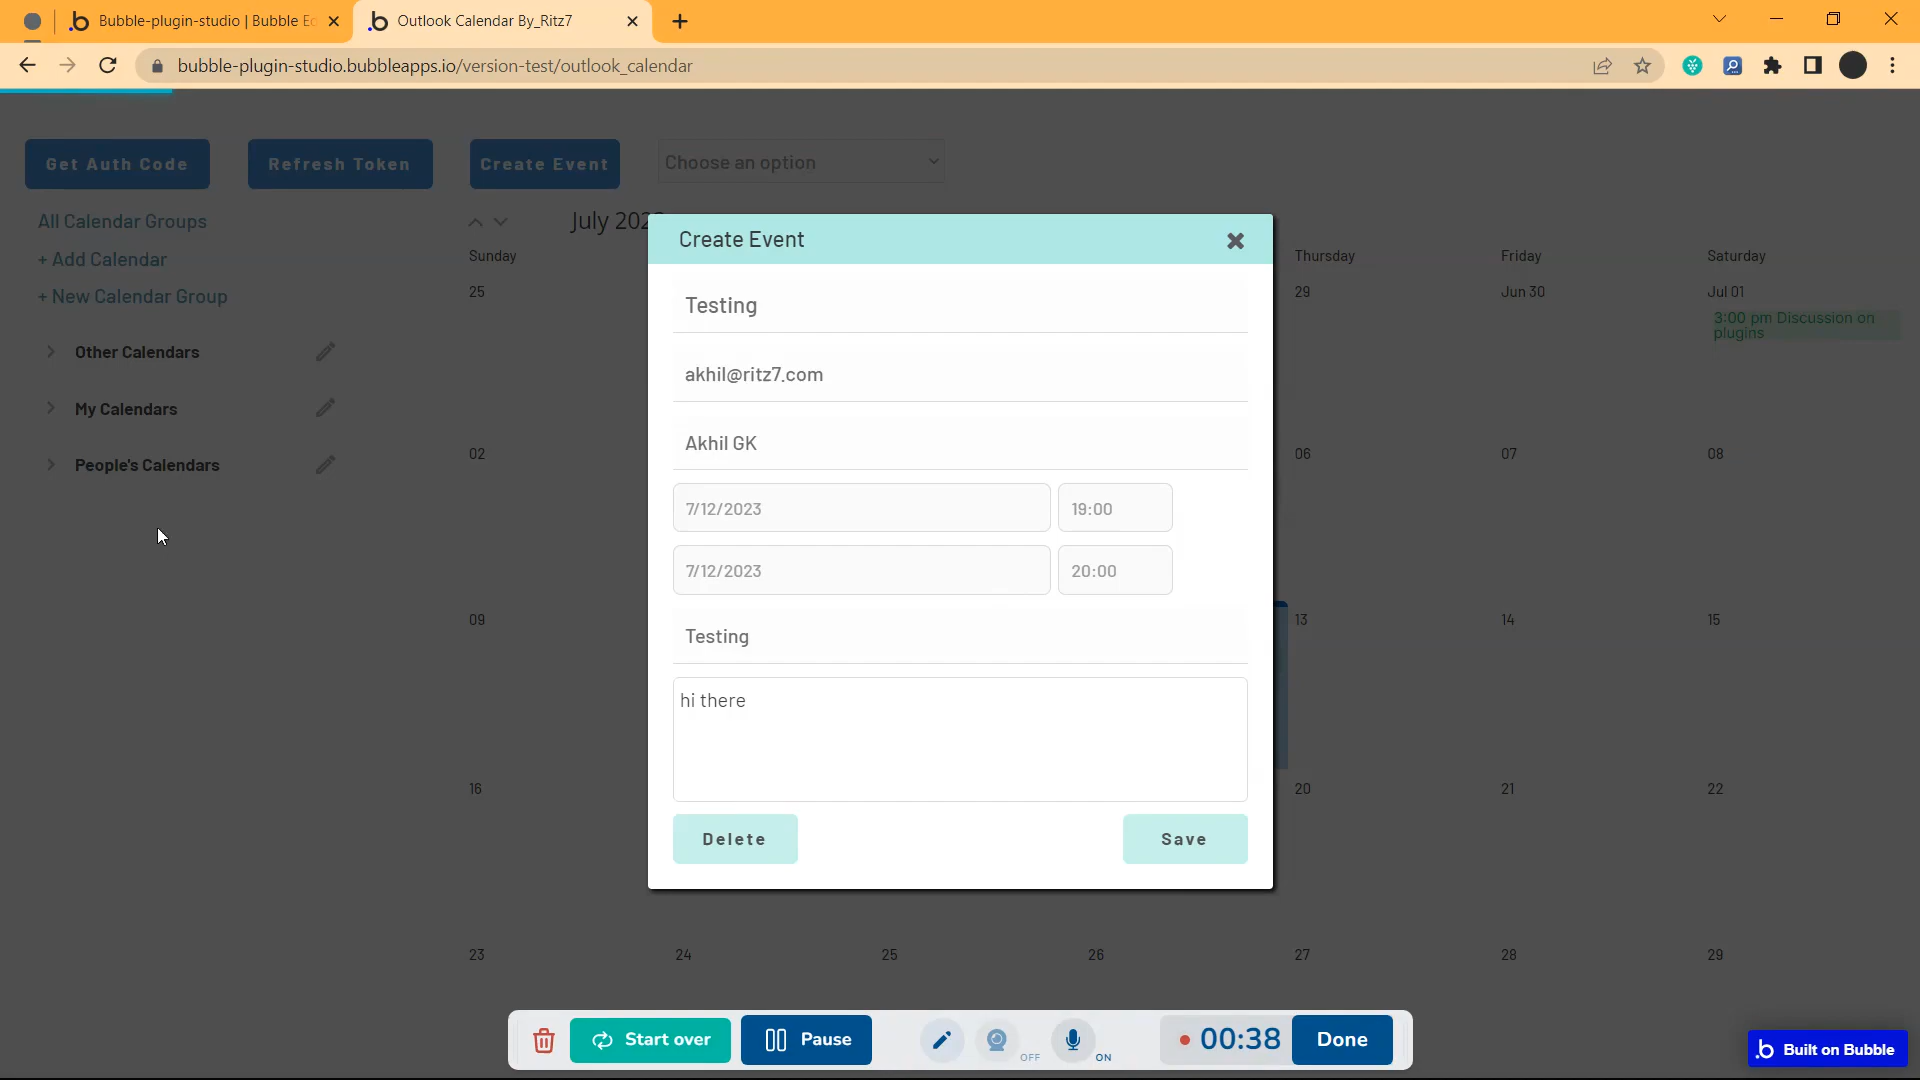 Bubble-plugin-studio | Bubble E
Outlook Calendar By_Ritz7
bubble-plugin-studio.bubbleapps.io/version-test/outlook_calendar
Get Auth Code
Refresh Token
Create Event
Choose an option
All Calendar Groups
+ Add Calendar
+ New Calendar Group
Other Calendars
My Calendars
People's Calendars
July 202
Sunday
Thursday
Friday
Saturday
25
29
Jun 30
Jul 01
3:00 pm Discussion on
plugins
02
06
07
08
09
13
14
15
16
20
21
22
23
24
25
26
27
28
29
Create Event
Testing
akhil@ritz7.com
Akhil GK
7/12/2023
19:00
7/12/2023
20:00
Testing
hi there
Delete
Save
Start over
Pause
OFF
ON
00:38
Done
b Built on Bubble